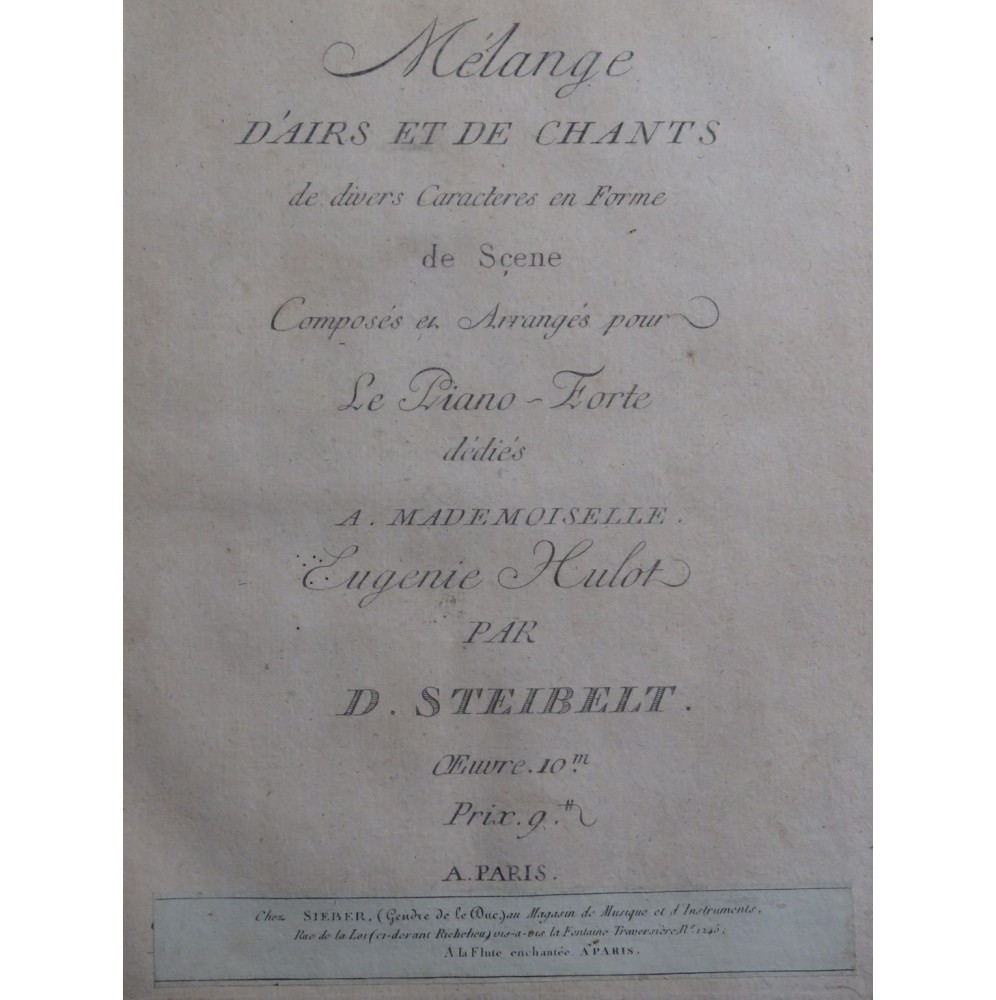 Mélange
D'AIRS ET DE CHANTS
de divers Caracteres en Forme
de Sçene
Composés et Arrangés pour
Le Piano-Forte
dédiés
A. MADEMOISELLE.
Eugenie Hulot
PAR
D. STEIBELT.
Œuvre. 10.m
Prix. 9.#
A. PARIS.
Chez SIEBER, (Gendre de le Duc,) au Magasin de Musique et d'Instruments,
Rue de la Loi (ci-devant Richelieu) vis-a-vis la Fontaine Traversière No. 1245;
A la Flute enchantée A PARIS.